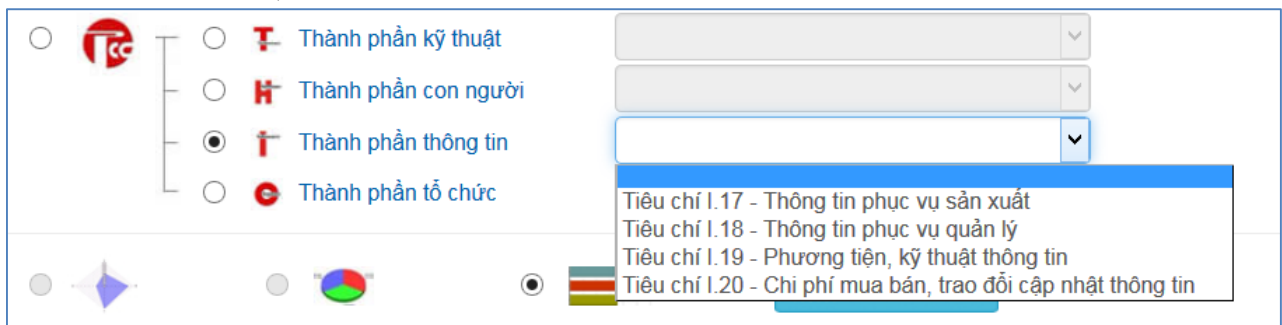 Tcc
T Thành phần kỹ thuật
H Thành phần con người
I Thành phần thông tin
O Thành phần tổ chức
Tiêu chí I.17 - Thông tin phục vụ sản xuất
Tiêu chí I.18 - Thông tin phục vụ quản lý
Tiêu chí I.19 - Phương tiện, kỹ thuật thông tin
Tiêu chí I.20 - Chi phí mua bán, trao đổi cập nhật thông tin